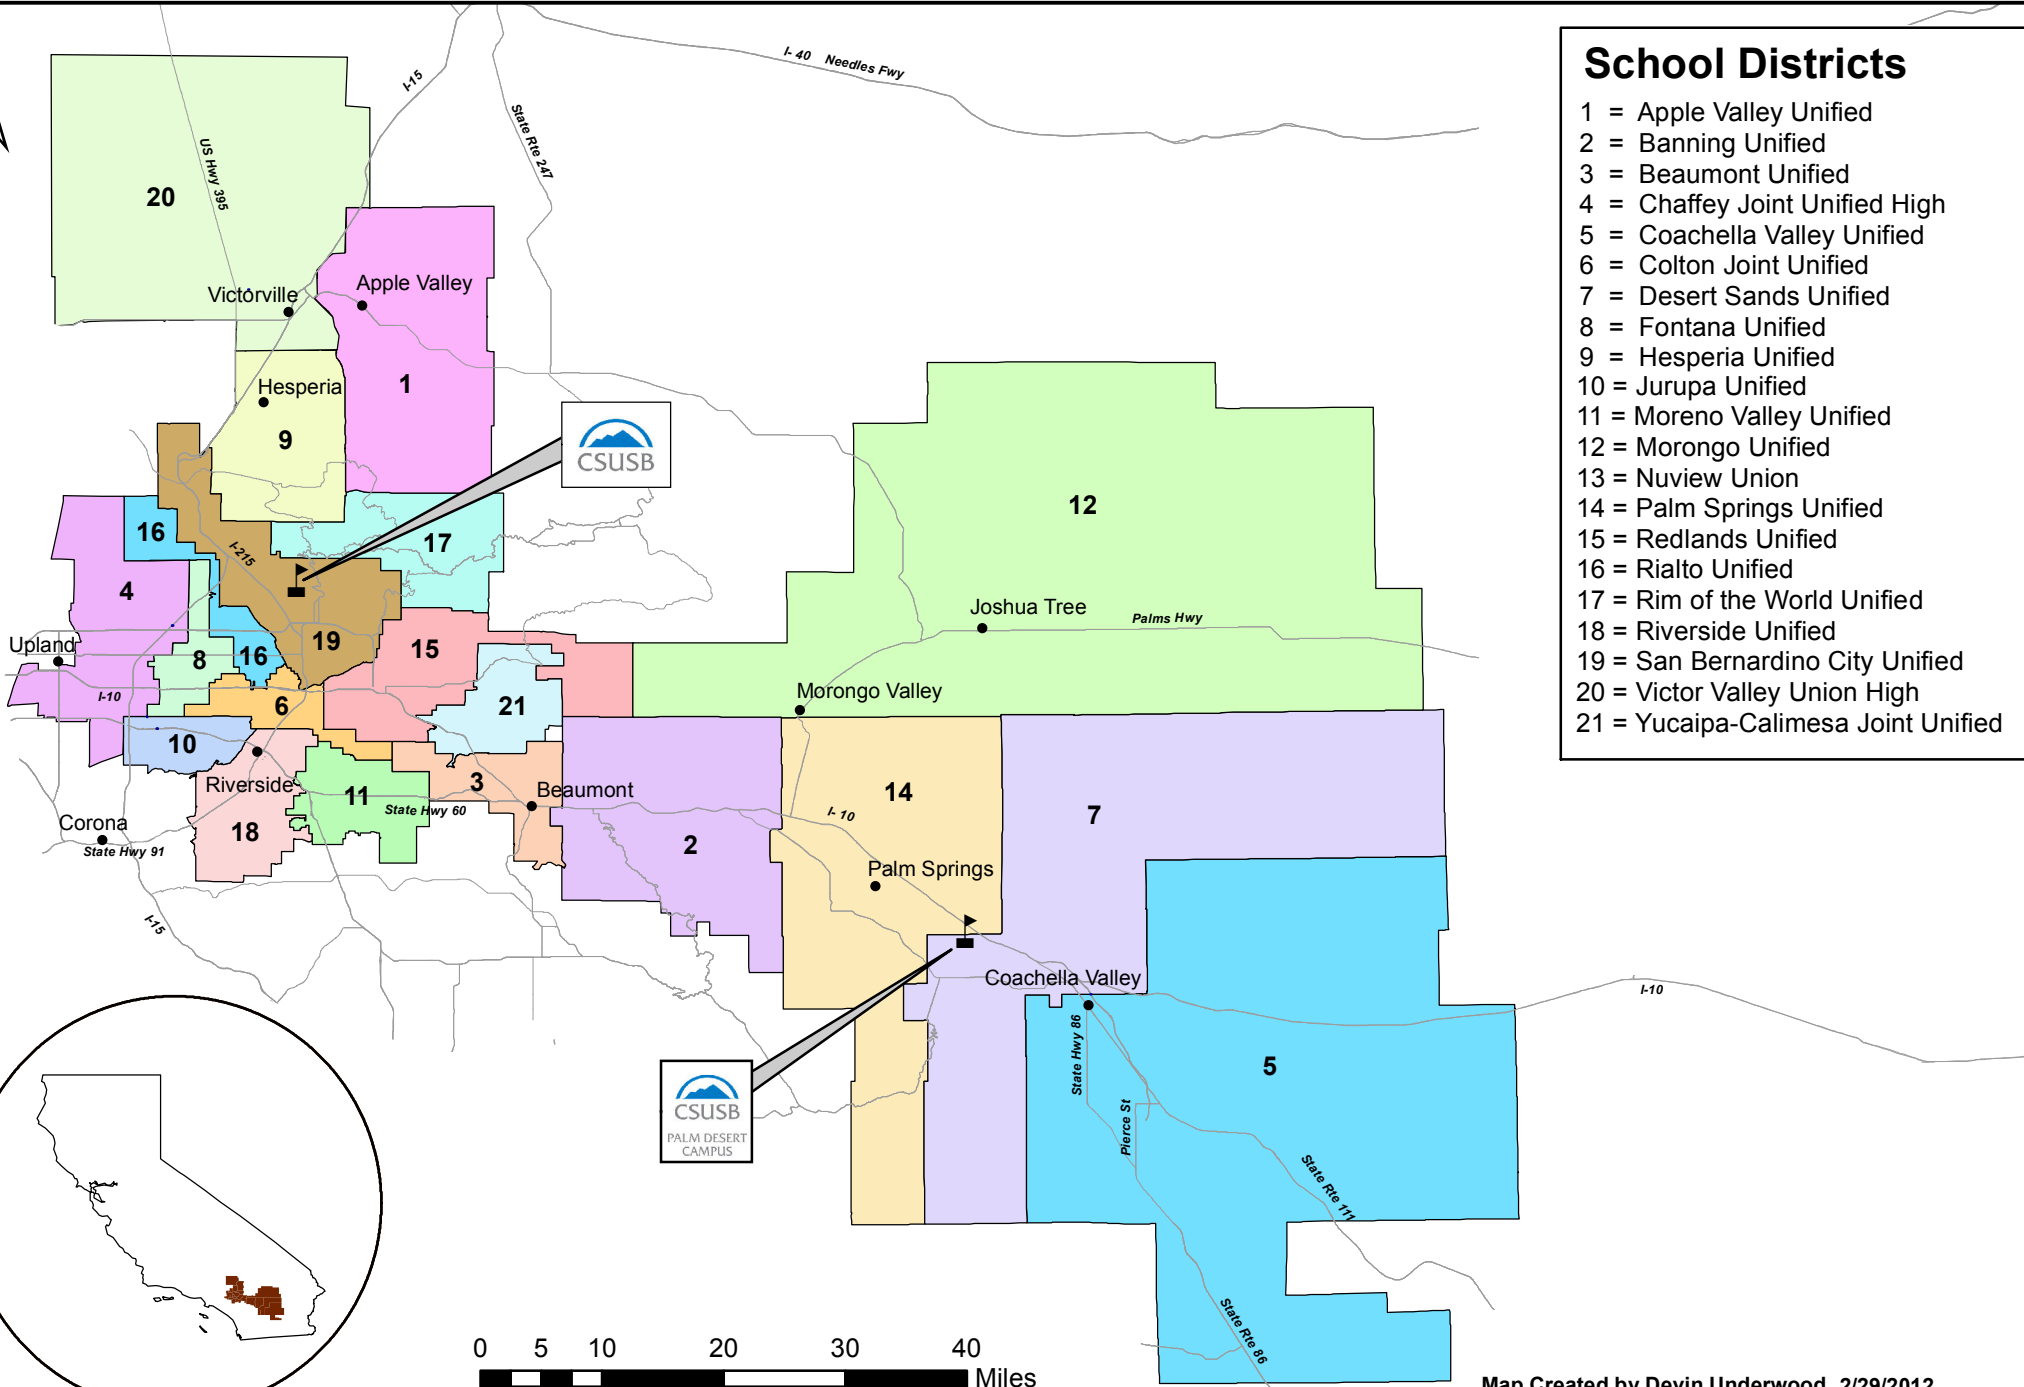 I- 40 Needles Fwy
I-15
State Rte 247
US Hwy 395
20
Apple Valley
Victorville
1
Hesperia
9
CSUSB
12
16
17
I-215
4
Joshua Tree
Palms Hwy
Upland
19
15
8
16
I-10
6
21
Morongo Valley
10
Riverside
3
Beaumont
11
State Hwy 60
14
I- 10
7
Corona
18
State Hwy 91
2
Palm Springs
I-15
Coachella Valley
I-10
State Hwy 86
5
CSUSB
PALM DESERT
CAMPUS
Pierce St
State Rte 111
State Rte 86
School Districts
1 = Apple Valley Unified
2 = Banning Unified
3 = Beaumont Unified
4 = Chaffey Joint Unified High
5 = Coachella Valley Unified
6 = Colton Joint Unified
7 = Desert Sands Unified
8 = Fontana Unified
9 = Hesperia Unified
10 = Jurupa Unified
11 = Moreno Valley Unified
12 = Morongo Unified
13 = Nuview Union
14 = Palm Springs Unified
15 = Redlands Unified
16 = Rialto Unified
17 = Rim of the World Unified
18 = Riverside Unified
19 = San Bernardino City Unified
20 = Victor Valley Union High
21 = Yucaipa-Calimesa Joint Unified
0 5 10 20 30 40
Miles
Map Created by Devin Underwood 2/29/2012